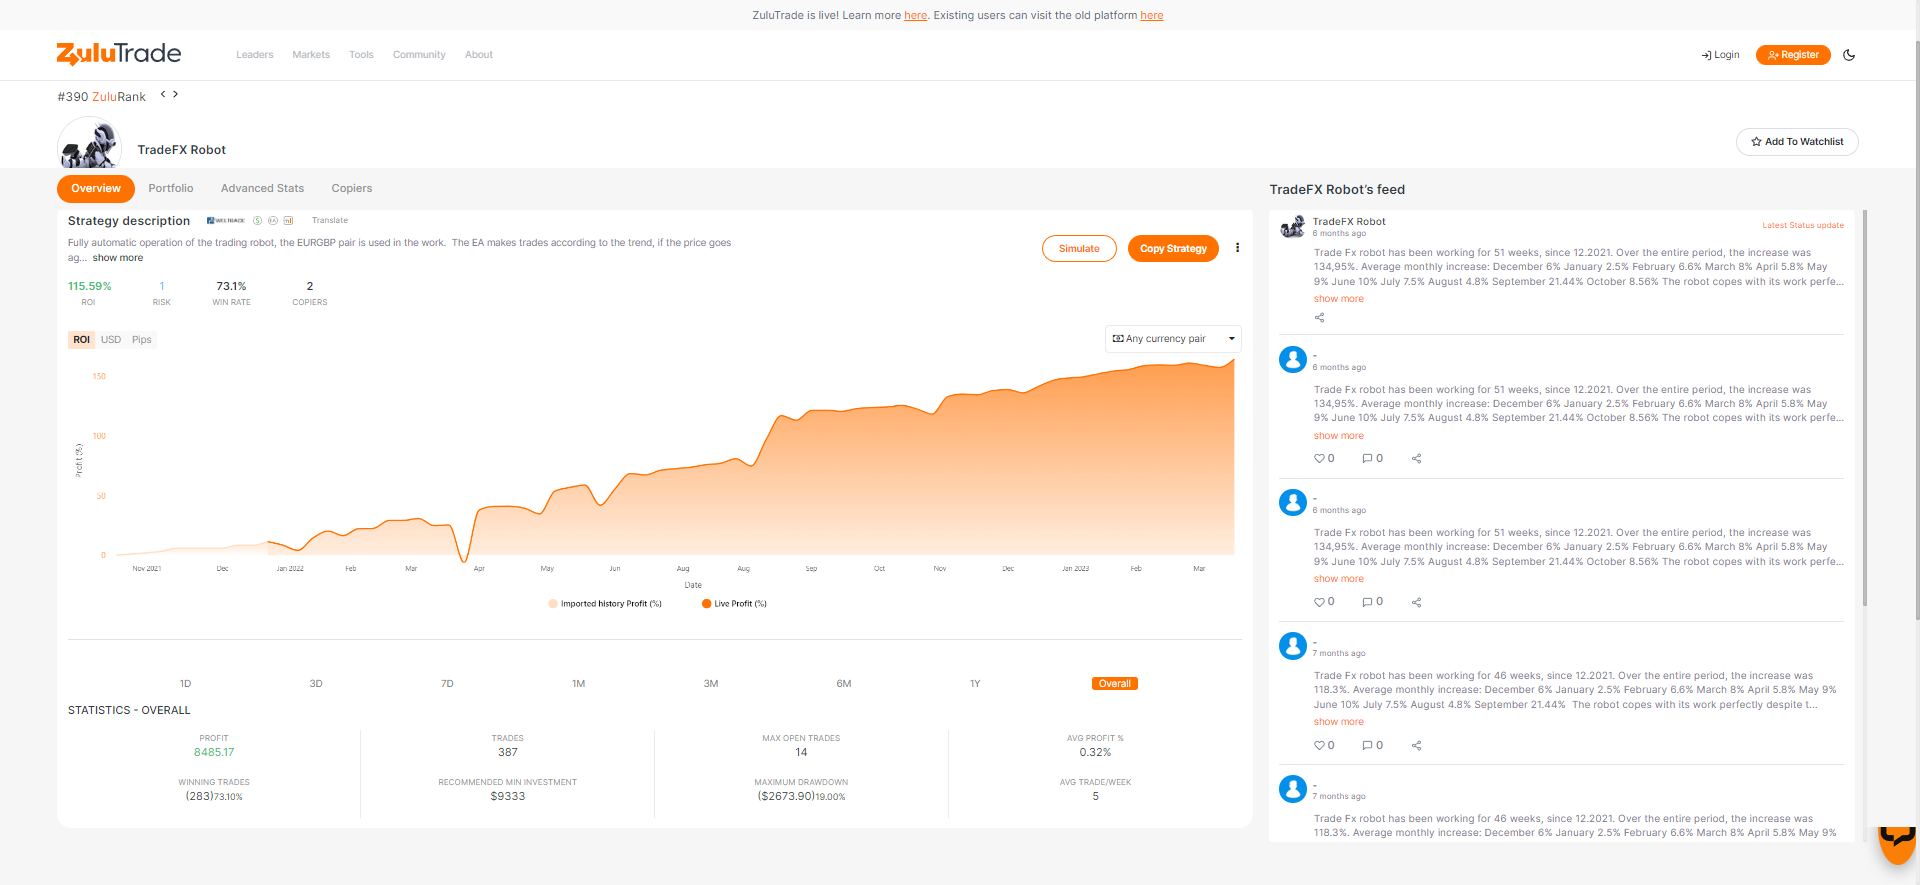 ZuluTrade is live! Learn more here. Existing users can visit the old platform here
ZuluTrade
Leaders Markets Tools Community About
Login Register
#390 ZuluRank
TradeFX Robot
Add To Watchlist
Overview Portfolio Advanced Stats Copiers
Strategy description Translate
Fully automatic operation of the trading robot, the EURGBP pair is used in the work. The EA makes trades according to the trend, if the price goes
ag... show more
Simulate Copy Strategy
115.59% 1 73.1% 2
ROI RISK WIN RATE COPIERS
ROI USD Pips
Any currency pair
150
100
50
0
Profit (%)
Nov 2021 Dec Jan 2022 Feb Mar Apr May Jun Aug Aug Sep Oct Nov Dec Jan 2023 Feb Mar
Date
Imported history Profit (%) Live Profit (%)
1D 3D 7D 1M 3M 6M 1Y Overall
STATISTICS - OVERALL
PROFIT TRADES MAX OPEN TRADES AVG PROFIT %
8485.17 387 14 0.32%
WINNING TRADES RECOMMENDED MIN INVESTMENT MAXIMUM DRAWDOWN AVG TRADE/WEEK
(283)73.10% $9333 ($2673.90)19.00% 5
TradeFX Robot's feed
TradeFX Robot
6 months ago
Latest Status update
Trade Fx robot has been working for 51 weeks, since 12.2021. Over the entire period, the increase was
134,95%. Average monthly increase: December 6% January 2.5% February 6.6% March 8% April 5.8% May
9% June 10% July 7.5% August 4.8% September 21.44% October 8.56% The robot copes with its work perfe...
show more
-
6 months ago
Trade Fx robot has been working for 51 weeks, since 12.2021. Over the entire period, the increase was
134,95%. Average monthly increase: December 6% January 2.5% February 6.6% March 8% April 5.8% May
9% June 10% July 7.5% August 4.8% September 21.44% October 8.56% The robot copes with its work perfe...
show more
0 0
-
6 months ago
Trade Fx robot has been working for 51 weeks, since 12.2021. Over the entire period, the increase was
134,95%. Average monthly increase: December 6% January 2.5% February 6.6% March 8% April 5.8% May
9% June 10% July 7.5% August 4.8% September 21.44% October 8.56% The robot copes with its work perfe...
show more
0 0
-
7 months ago
Trade Fx robot has been working for 46 weeks, since 12.2021. Over the entire period, the increase was
118.3%. Average monthly increase: December 6% January 2.5% February 6.6% March 8% April 5.8% May 9%
June 10% July 7.5% August 4.8% September 21.44% The robot copes with its work perfectly despite t...
show more
0 0
-
7 months ago
Trade Fx robot has been working for 46 weeks, since 12.2021. Over the entire period, the increase was
118.3%. Average monthly increase: December 6% January 2.5% February 6.6% March 8% April 5.8% May 9%